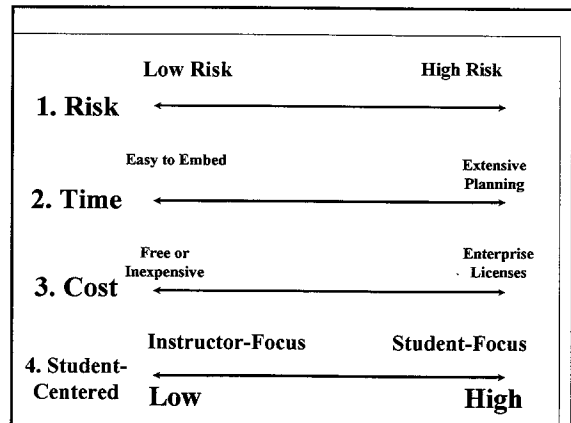 Low Risk High Risk
1. Risk
Easy to Embed Extensive
Planning
2. Time
Free or Enterprise
Inexpensive Licenses
3. Cost
Instructor-Focus Student-Focus
4. Student-
Centered
Low High